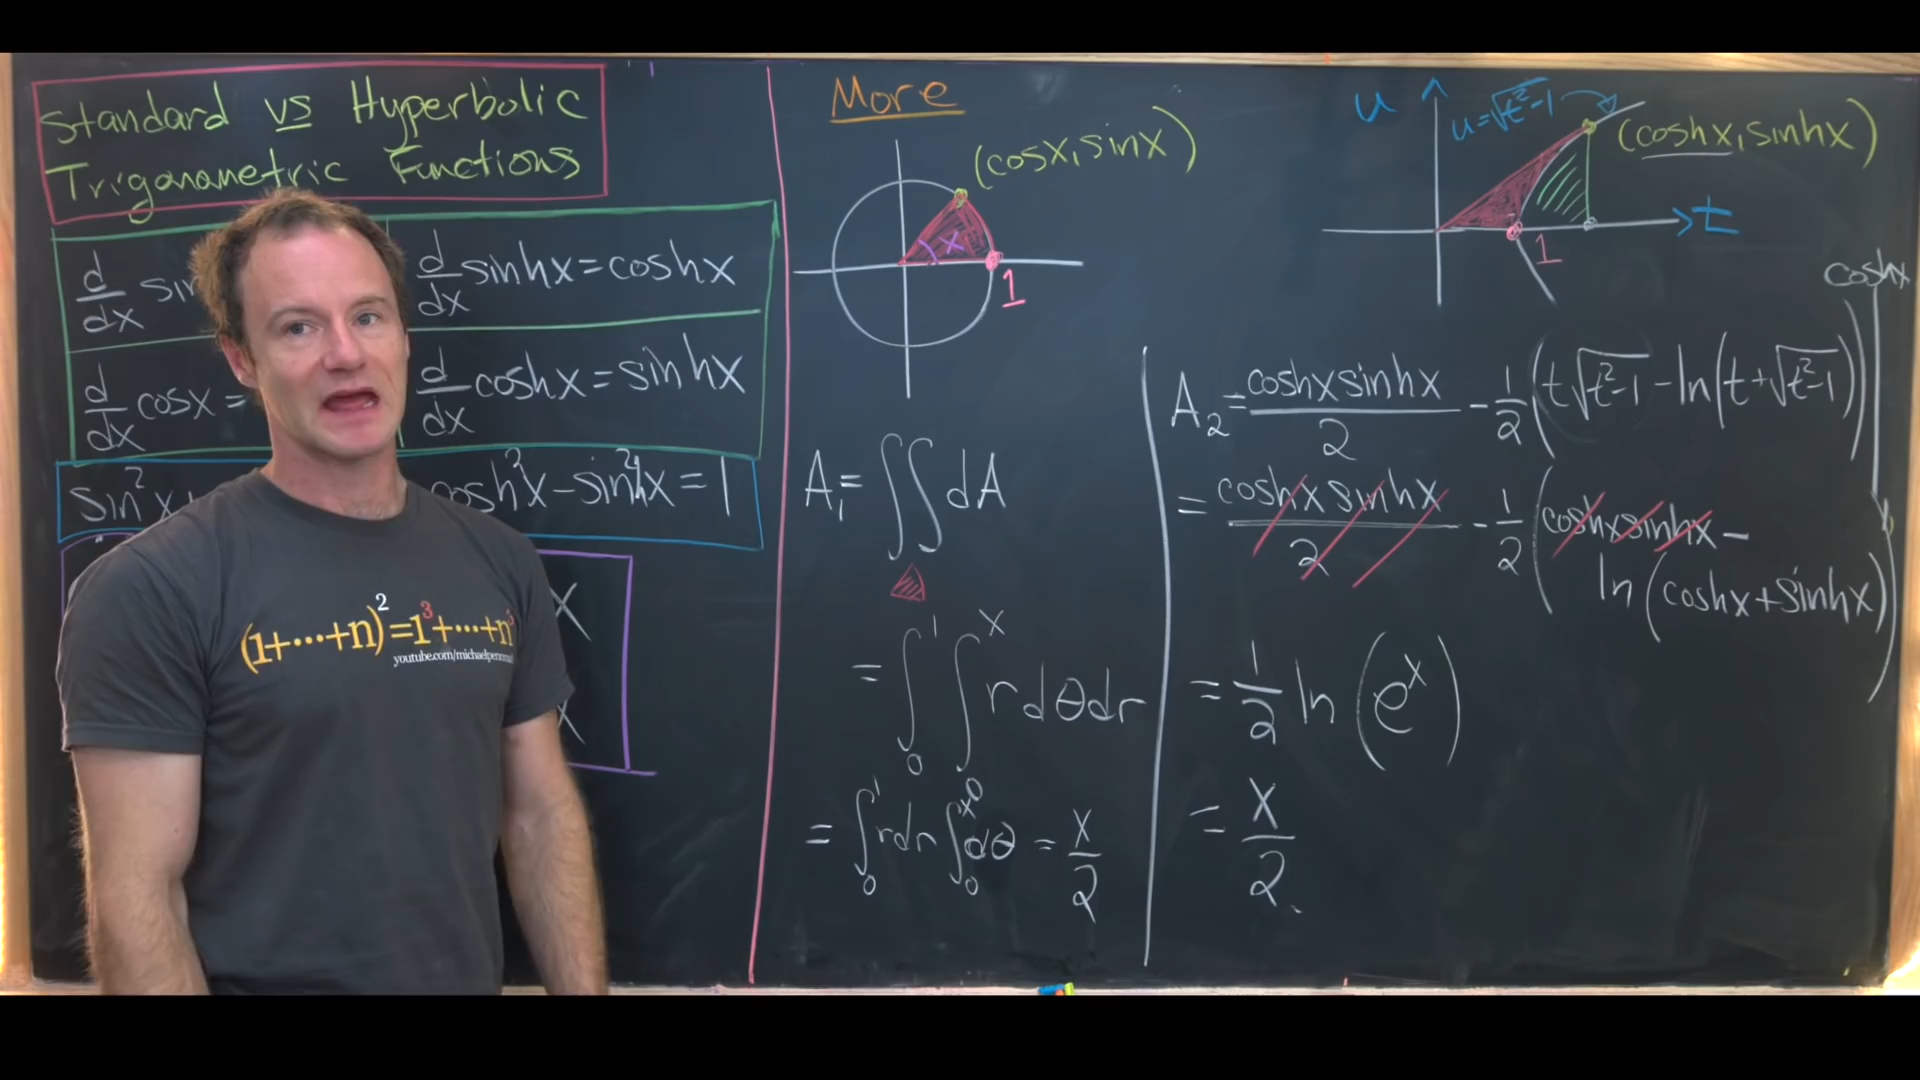 Standard vs Hyperbolic
Trigonometric Functions
d/dx sin
d/dx sinhx = coshx
d/dx cosx =
d/dx coshx = sinhx
sin²x
cosh²x - sinh²x = 1
x
x
(1+···+n)²=1³+···+n³
More
(cosx, sinx)
x
1
A₁ = ∬ dA
= ∫₀¹ ∫₀ˣ r dθ dr
= ∫₀¹ r dr ∫₀ˣ dθ = x/2
u
u=√t²-1
(coshx, sinhx)
t
1
coshx
A₂ = coshx sinhx/2 - 1/2 (t√t²-1 - ln(t+√t²-1))
= coshx sinhx/2 - 1/2 (coshx sinhx -
ln(coshx + sinhx))
= 1/2 ln(eˣ)
= x/2